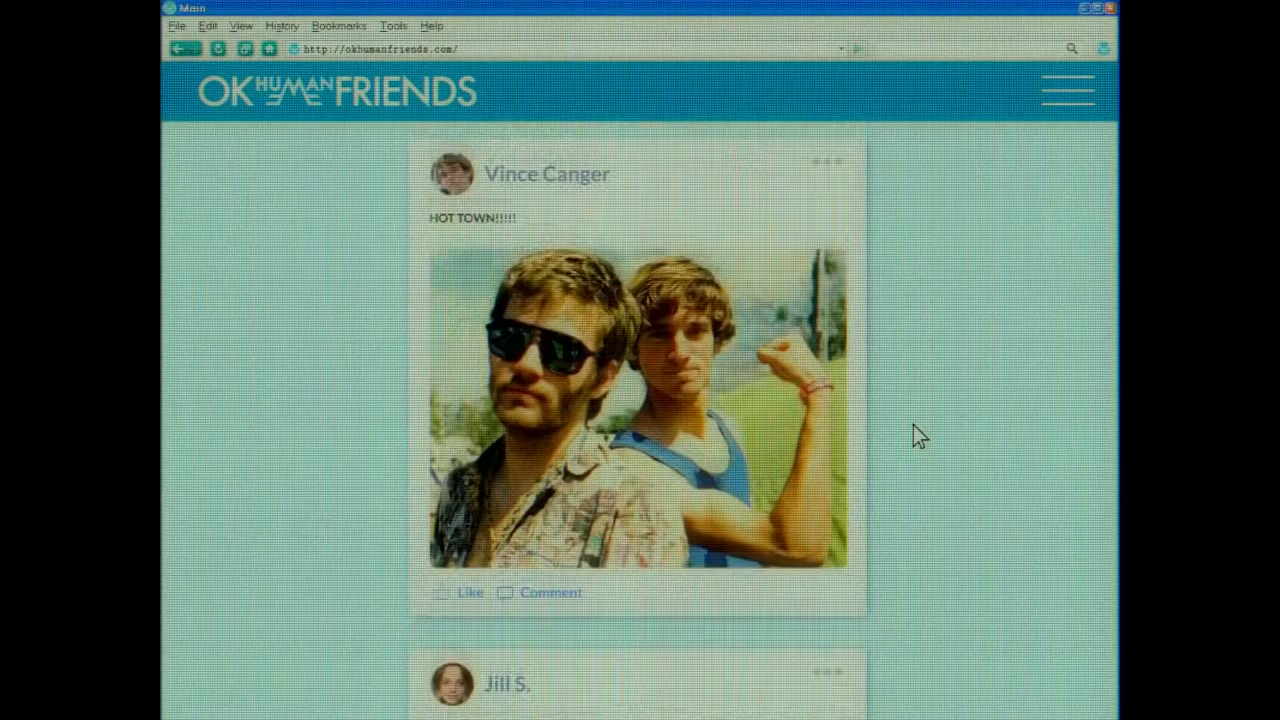 Main
File Edit View History Bookmarks Tools Help
http://okhumanfriends.com/
OK HUMAN FRIENDS
Vince Canger
HOT TOWN!!!!!
Like Comment
Jill S.